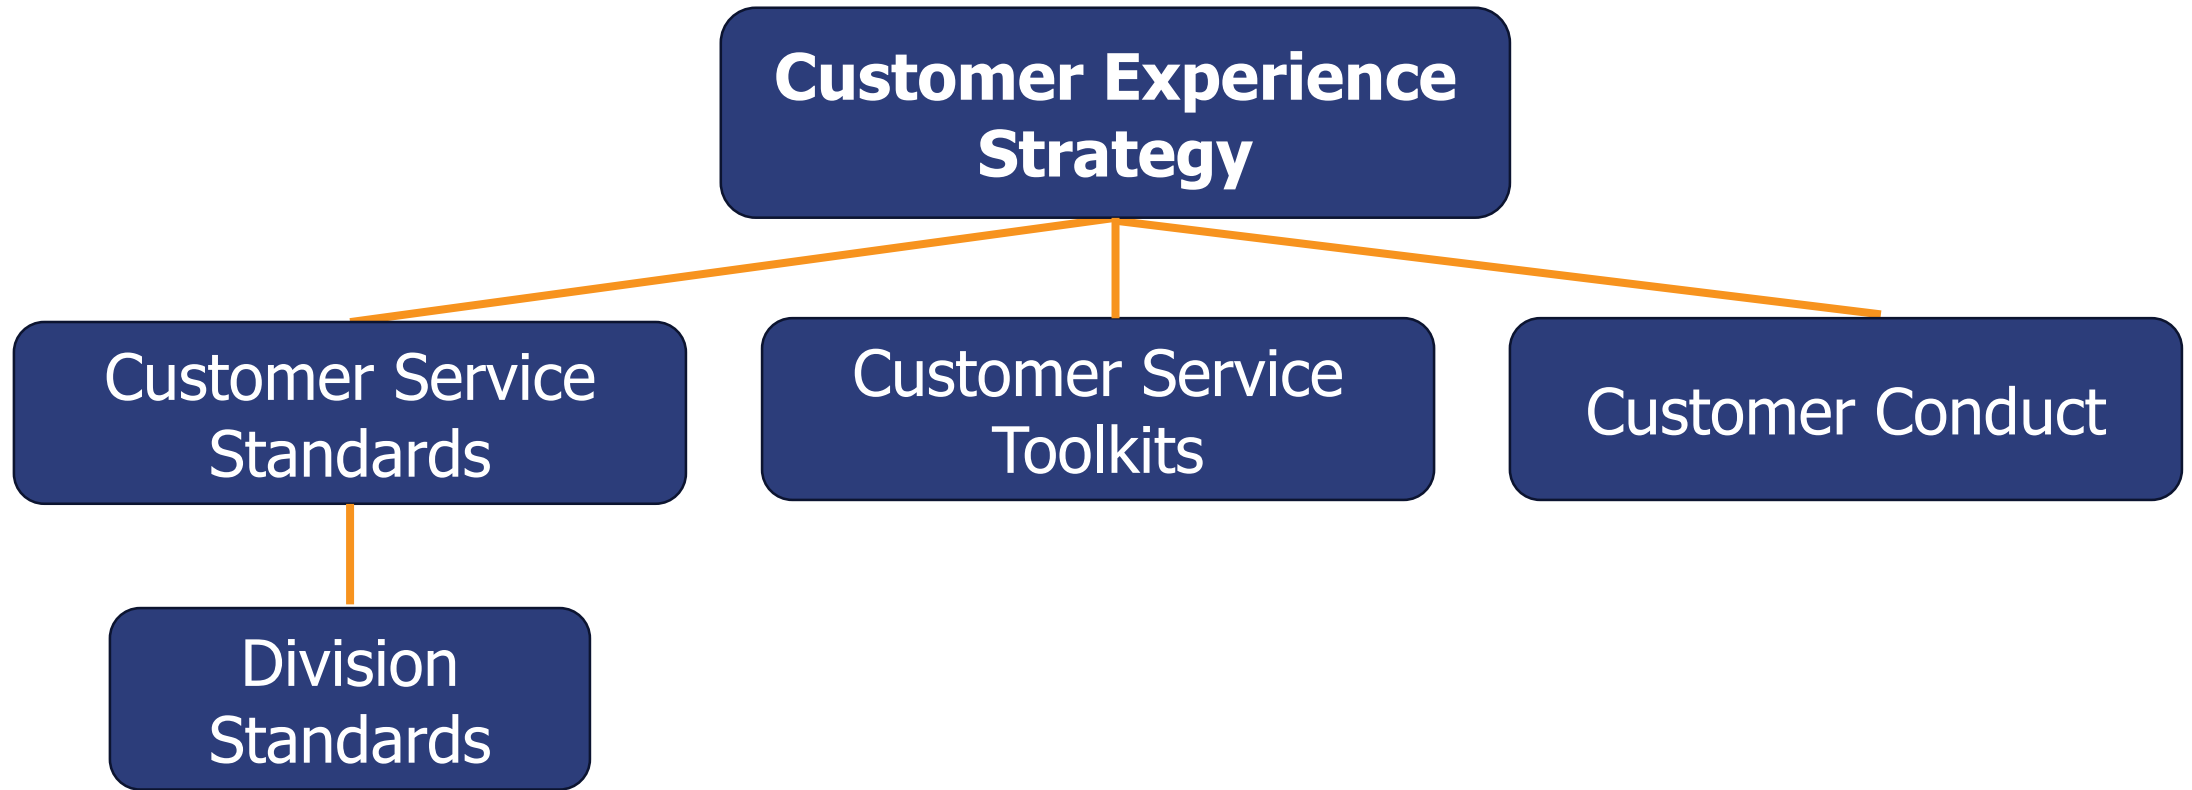 Customer Experience
Strategy
Customer Service
Standards
Customer Service
Toolkits
Customer Conduct
Division
Standards